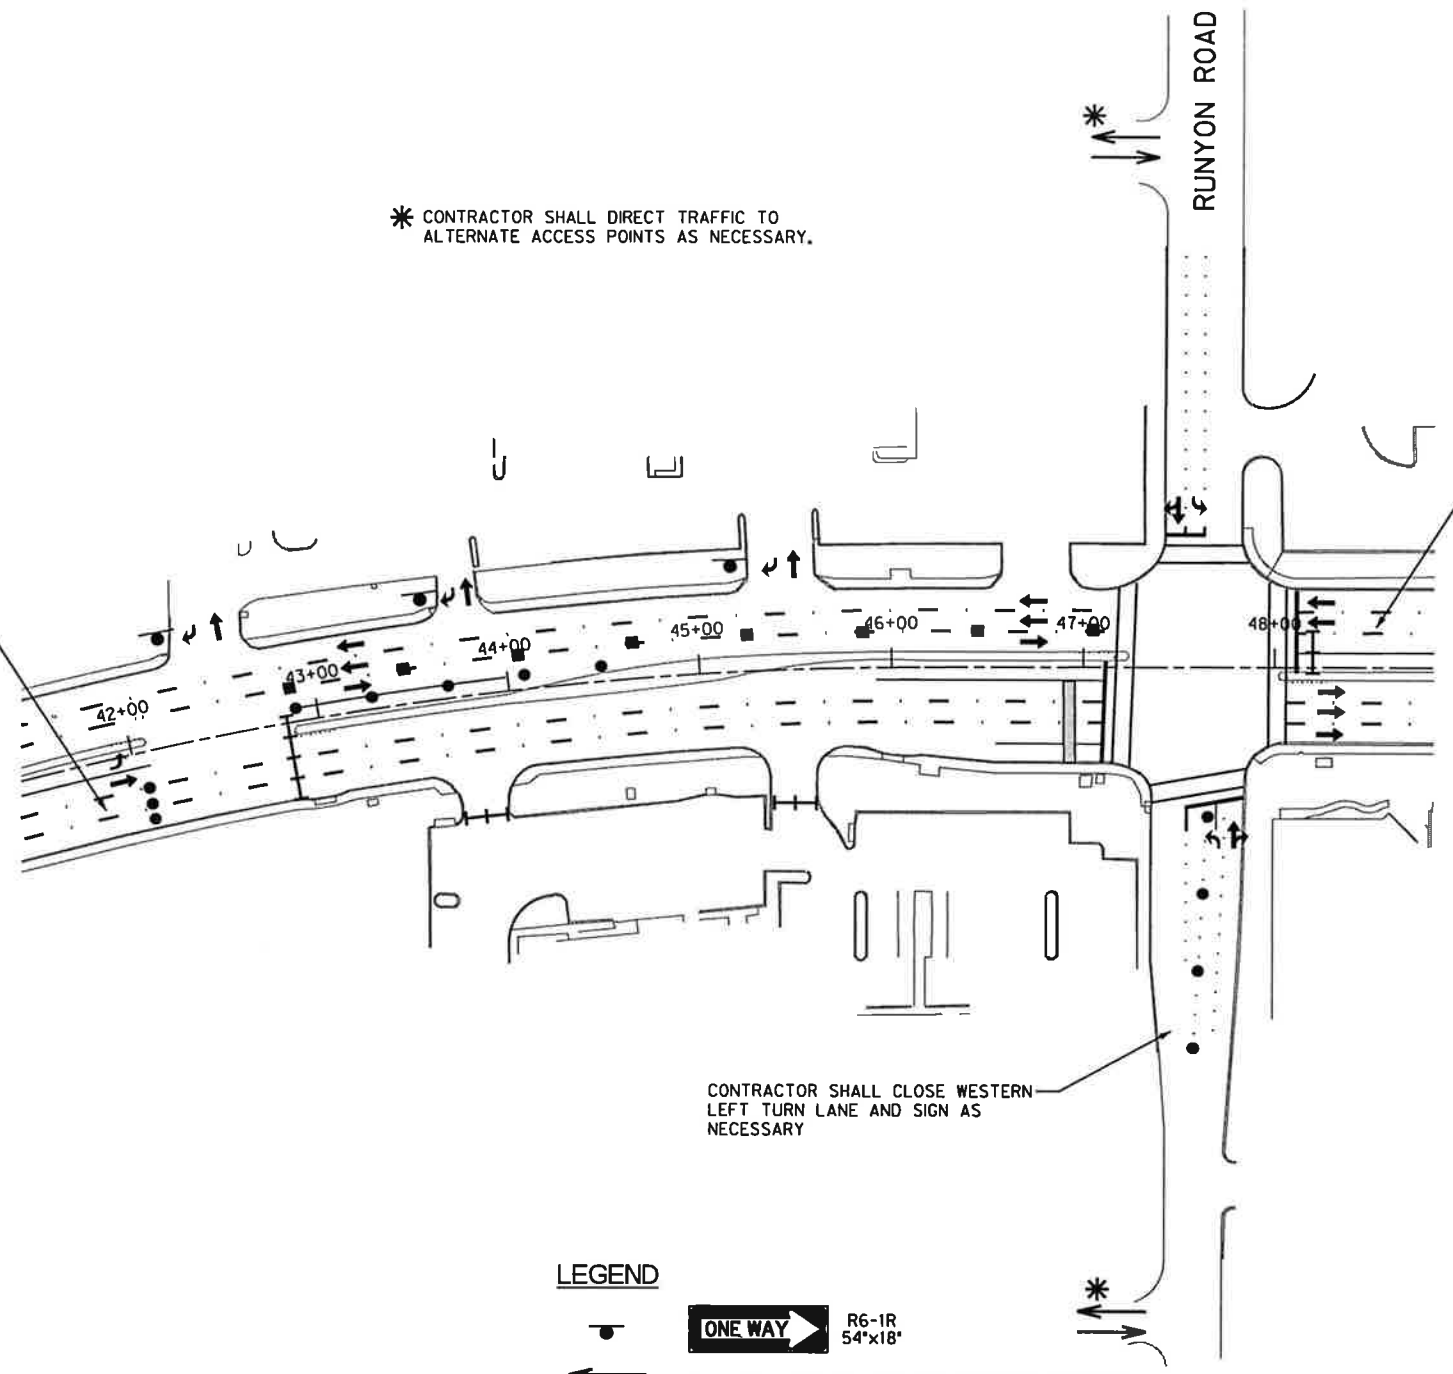 RUNYON ROAD
* CONTRACTOR SHALL DIRECT TRAFFIC TO
ALTERNATE ACCESS POINTS AS NECESSARY.
42+00
43+00
44+00
45+00
46+00
47+00
48+00
CONTRACTOR SHALL CLOSE WESTERN
LEFT TURN LANE AND SIGN AS
NECESSARY
LEGEND
ONE WAY
R6-1R
54"x18"